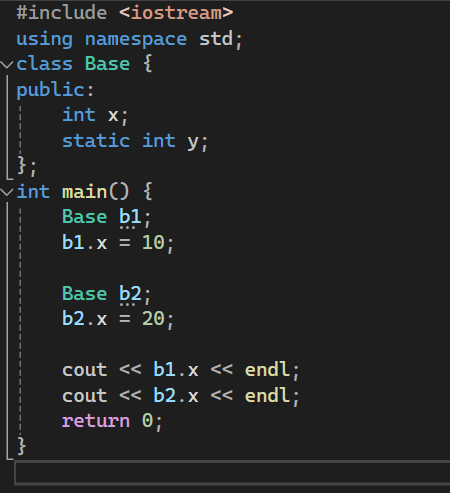 #include <iostream>
using namespace std;
class Base {
public:
    int x;
    static int y;
};
int main() {
    Base b1;
    b1.x = 10;

    Base b2;
    b2.x = 20;

    cout << b1.x << endl;
    cout << b2.x << endl;
    return 0;
}